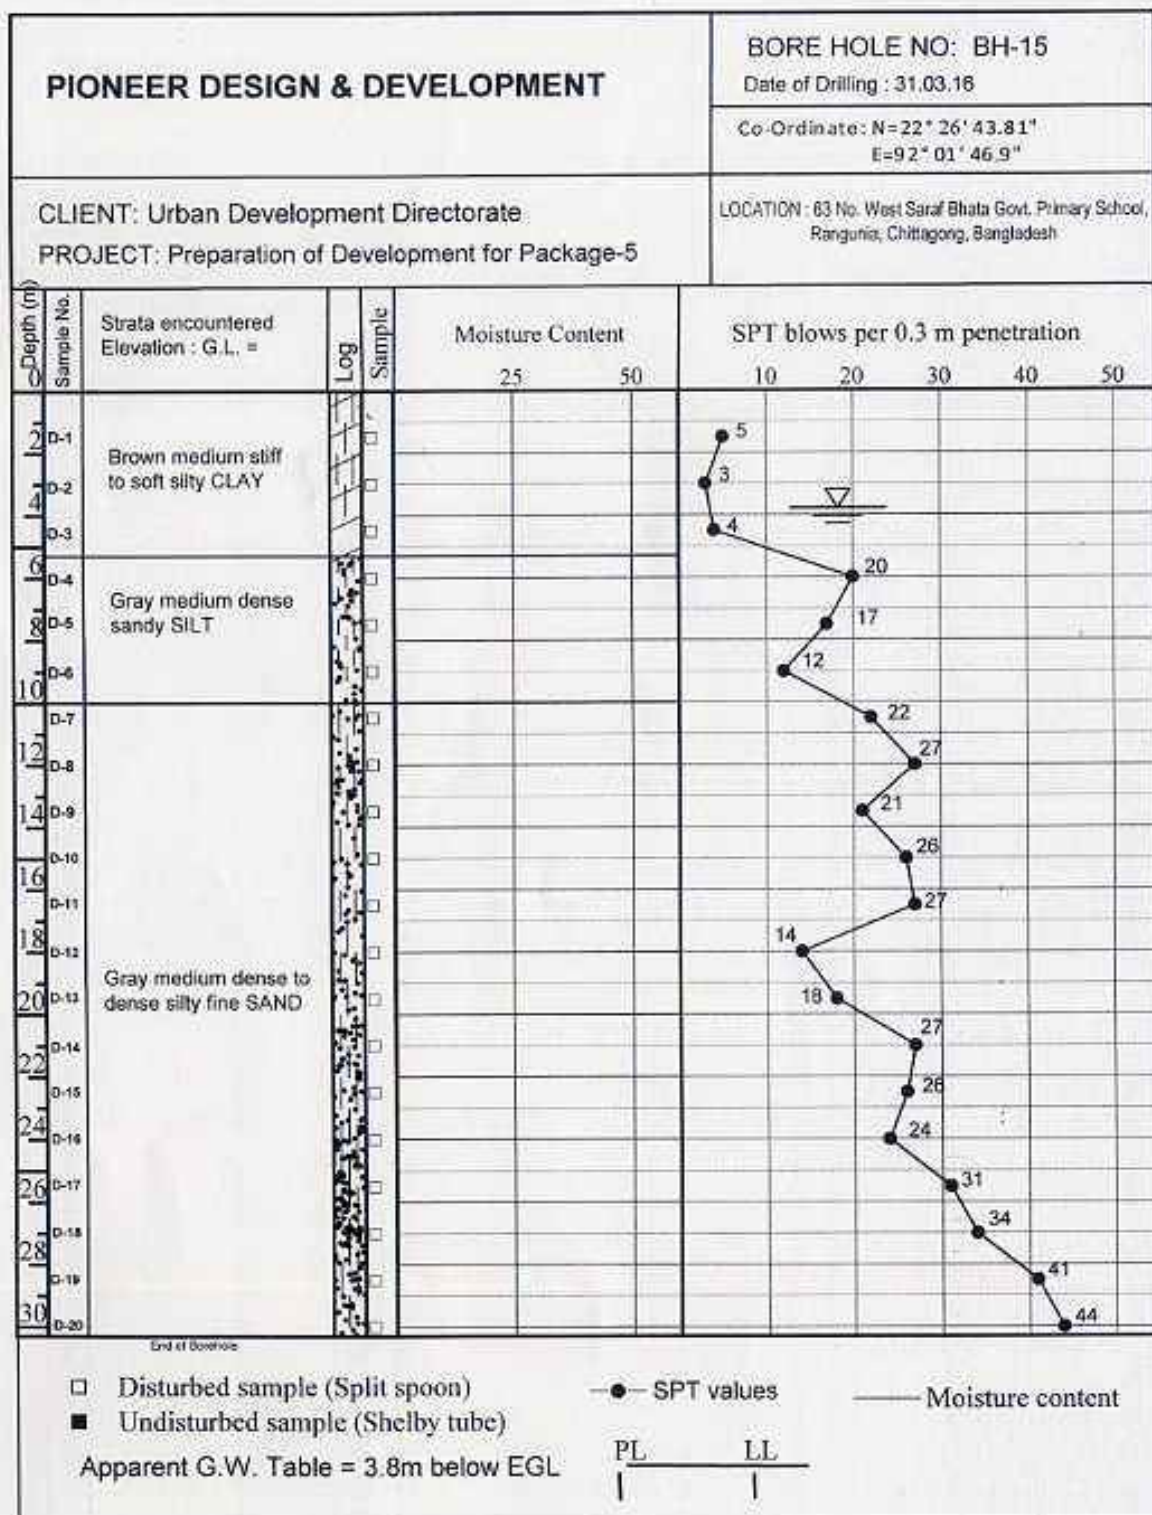 PIONEER DESIGN & DEVELOPMENT
BORE HOLE NO: BH-15
Date of Drilling : 31.03.16
Co-Ordinate: N=22° 26' 43.81"
E=92° 01' 46.9"
CLIENT: Urban Development Directorate
PROJECT: Preparation of Development for Package-5
LOCATION : 63 No. West Saraf Bhata Govt. Primary School,
Rangunia, Chittagong, Bangladesh
Depth (m)
Sample No.
Strata encountered
Elevation : G.L. =
Log
Sample
Moisture Content
SPT blows per 0.3 m penetration
0
25 50
10 20 30 40 50
2 D-1 5
Brown medium stiff
to soft silty CLAY
4 D-2 3
D-3 4
6 D-4 20
Gray medium dense
sandy SILT
8 D-5 17
D-6 12
10
D-7 22
12 D-8 27
14 D-9 21
D-10 26
16
D-11 27
18 D-12 14
Gray medium dense to
dense silty fine SAND
20 D-13 18
D-14 27
22
D-15 26
24 D-16 24
26 D-17 31
D-18 34
28
D-19 41
30 D-20 44
End of Borehole
Disturbed sample (Split spoon)
SPT values
Moisture content
Undisturbed sample (Shelby tube)
Apparent G.W. Table = 3.8m below EGL
PL LL